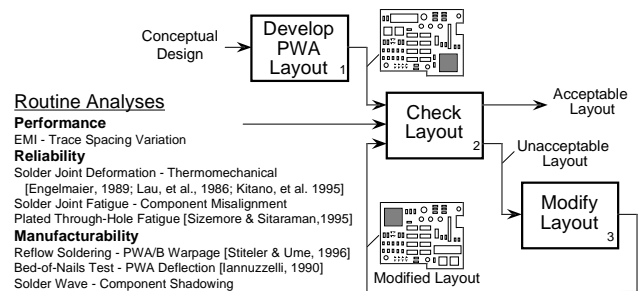 Conceptual
Design
Develop
PWA
Layout
1
Check
Layout
2
Acceptable
Layout
Unacceptable
Layout
Modify
Layout
3
Modified Layout
Routine Analyses
Performance
EMI - Trace Spacing Variation
Reliability
Solder Joint Deformation - Thermomechanical
[Engelmaier, 1989; Lau, et al., 1986; Kitano, et al. 1995]
Solder Joint Fatigue - Component Misalignment
Plated Through-Hole Fatigue [Sizemore & Sitaraman,1995]
Manufacturability
Reflow Soldering - PWA/B Warpage [Stiteler & Ume, 1996]
Bed-of-Nails Test - PWA Deflection [Iannuzzelli, 1990]
Solder Wave - Component Shadowing